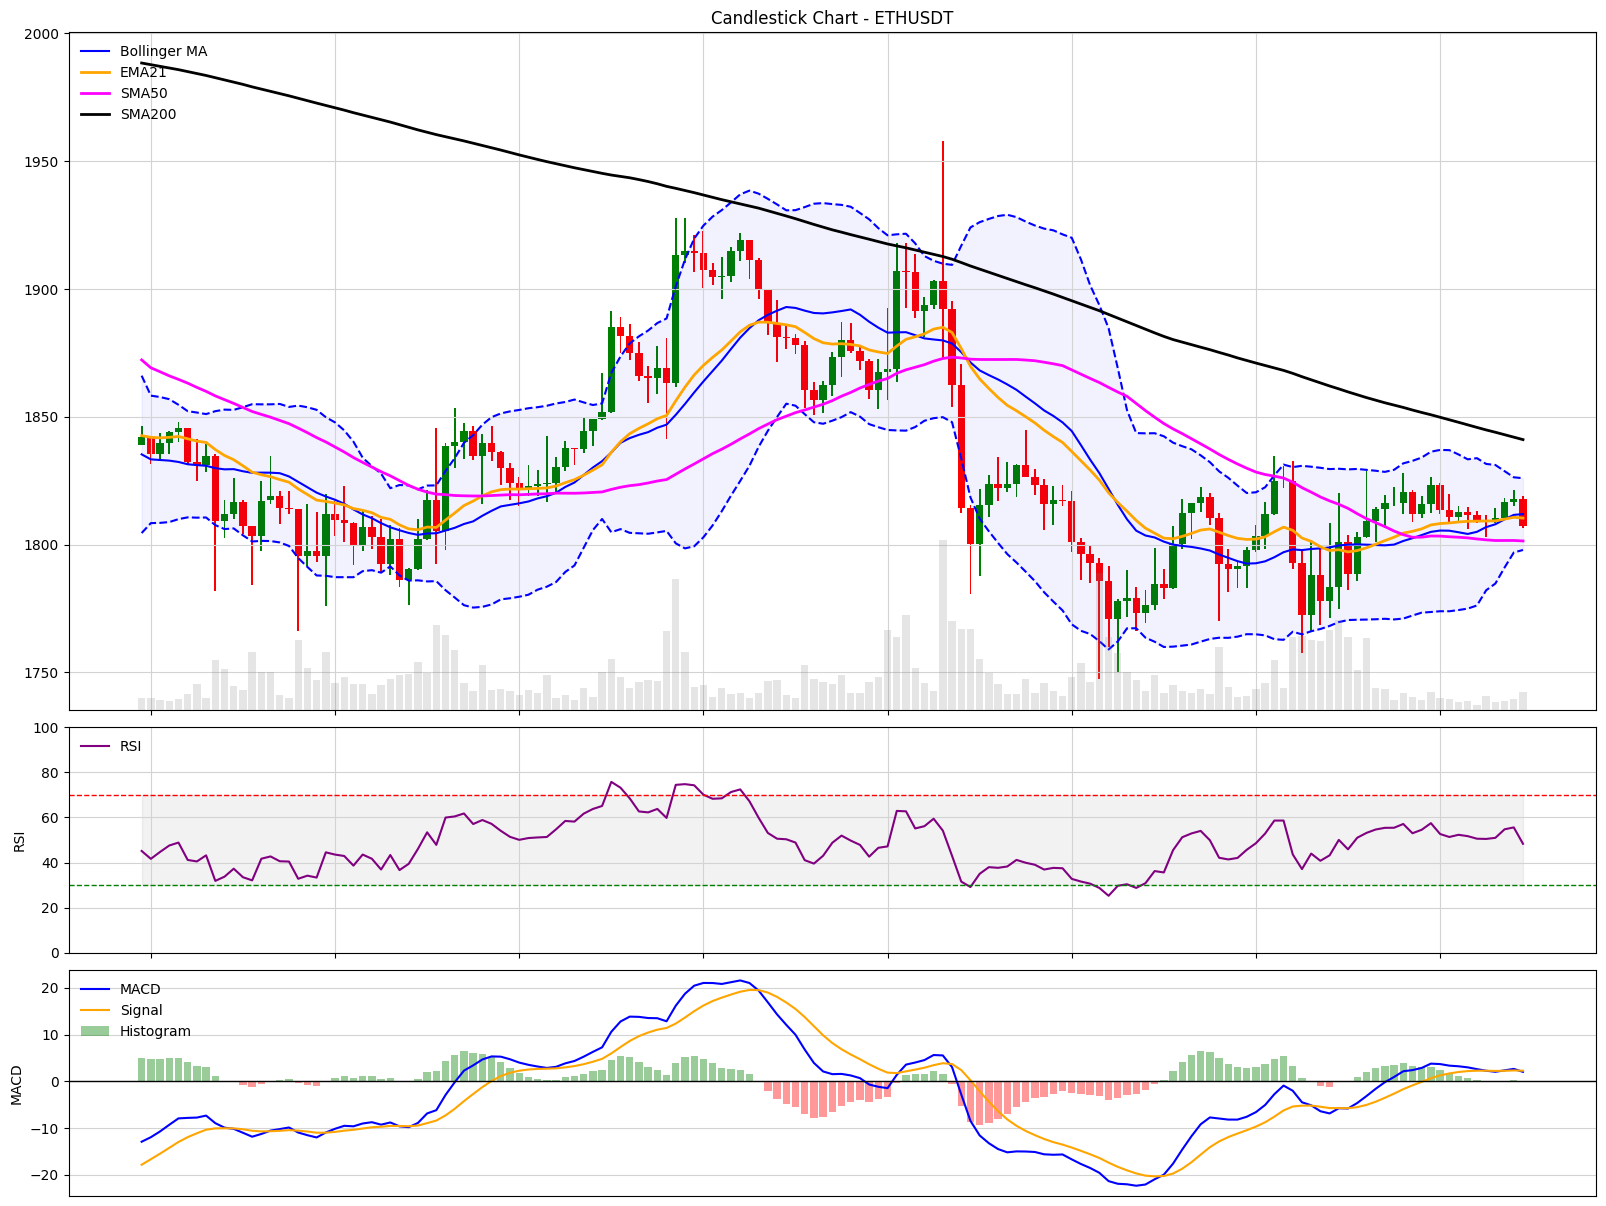 Candlestick Chart - ETHUSDT
2000
1950
1900
1850
1800
1750
Bollinger MA
EMA21
SMA50
SMA200
100
80
60
40
20
0
RSI
RSI
20
10
0
−10
−20
MACD
MACD
Signal
Histogram